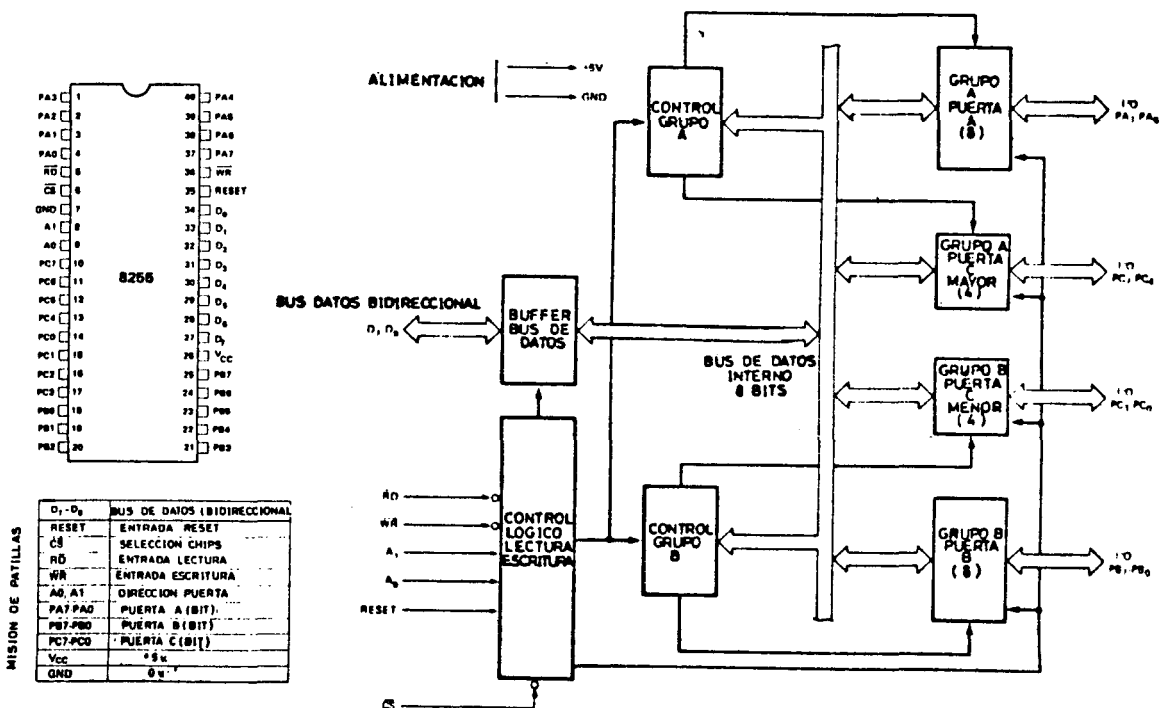 PA3 1
PA2 2
PA1 3
PA0 4
RD 5
CS 6
GND 7
A1 8
A0 9
PC7 10
PC6 11
PC5 12
PC4 13
PC0 14
PC1 15
PC2 16
PC3 17
PB0 18
PB1 19
PB2 20
8255
40 PA4
39 PA5
38 PA6
37 PA7
36 WR
35 RESET
34 D0
33 D1
32 D2
31 D3
30 D4
29 D5
28 D6
27 D7
26 VCC
25 PB7
24 PB6
23 PB5
22 PB4
21 PB3
MISION DE PATILLAS
D7-D0 BUS DE DATOS (BIDIRECCIONAL
RESET ENTRADA RESET
CS SELECCION CHIPS
RD ENTRADA LECTURA
WR ENTRADA ESCRITURA
A0, A1 DIRECCION PUERTA
PA7-PA0 PUERTA A (BIT)
PB7-PB0 PUERTA B (BIT)
PC7-PC0 PUERTA C (BIT)
VCC +5v.
GND 0v.
ALIMENTACION
+5V
GND
BUS DATOS BIDIRECCIONAL
D7 D0
BUFFER
BUS DE
DATOS
RD
WR
A1
A0
RESET
CS
CONTROL
LOGICO
LECTURA
ESCRITURA
CONTROL
GRUPO
A
CONTROL
GRUPO
B
BUS DE DATOS
INTERNO
8 BITS
GRUPO
A
PUERTA
A
(8)
I/O
PA7 PA0
GRUPO A
PUERTA
C
MAYOR
(4)
I/O
PC7 PC4
GRUPO B
PUERTA
C
MENOR
(4)
I/O
PC3 PC0
GRUPO B
PUERTA
B
(8)
I/O
PB7-PB0